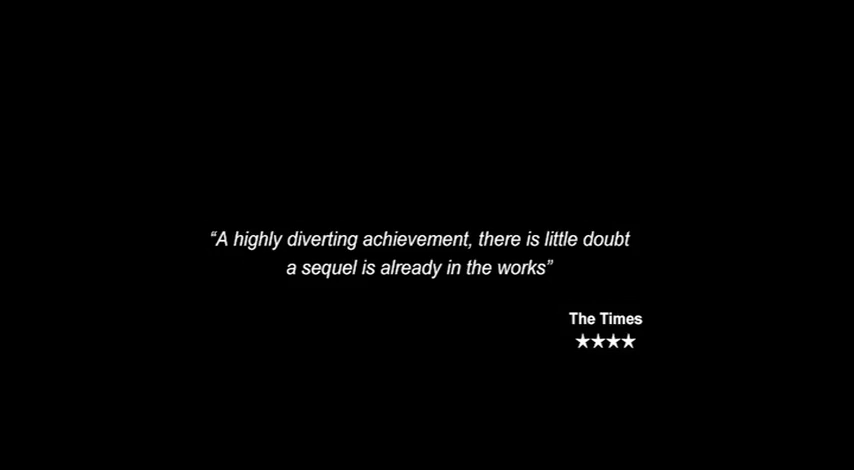 “A highly diverting achievement, there is little doubt
a sequel is already in the works”
The Times
★★★★